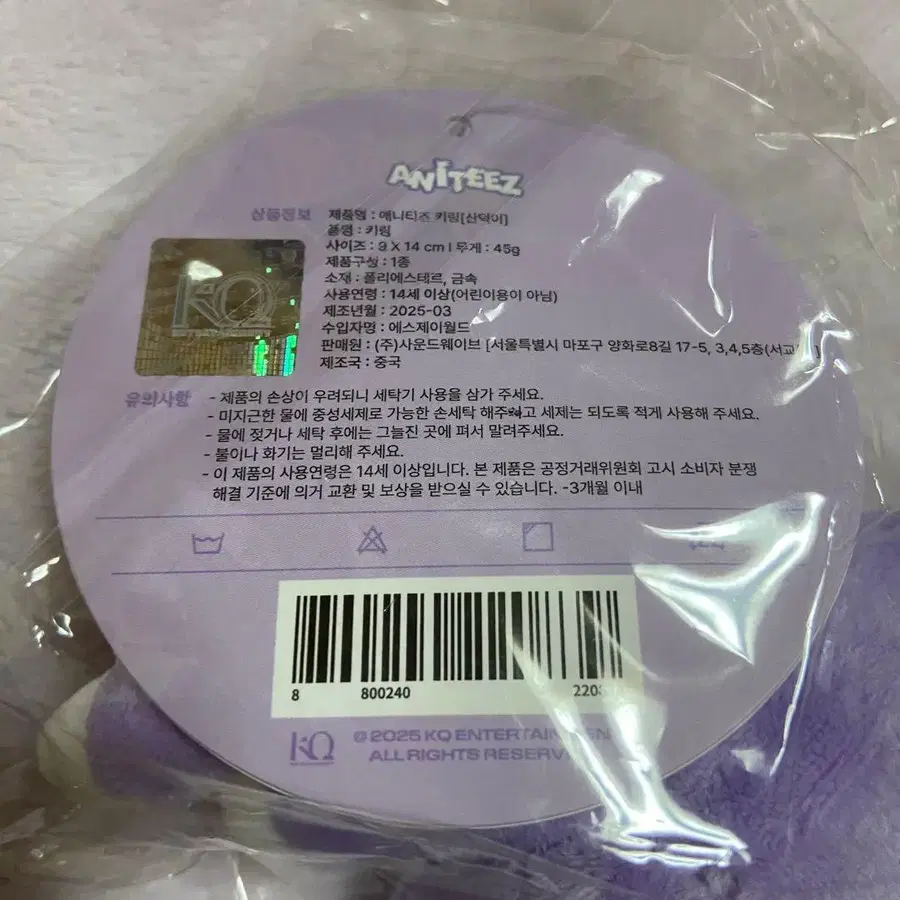 ANITEEZ
상품정보
제품명 : 애니티즈 키링[산덕이]
품명 : 키링
사이즈 : 9 X 14 cm I 무게 : 45g
제품구성 : 1종
소재 : 폴리에스테르, 금속
사용연령 : 14세 이상(어린이용이 아님)
제조년월 : 2025-03
수입자명 : 에스제이월드
판매원 : (주)사운드웨이브 [서울특별시 마포구 양화로8길 17-5, 3,4,5층
제조국 : 중국
KQ
유의사항
- 제품의 손상이 우려되니 세탁기 사용을 삼가 주세요.
- 미지근한 물에 중성세제로 가능한 손세탁 해주시고 세제는 되도록 적게 사용해 주세요.
- 물에 젖거나 세탁 후에는 그늘진 곳에 펴서 말려주세요.
- 불이나 화기는 멀리해 주세요.
- 이 제품의 사용연령은 14세 이상입니다. 본 제품은 공정거래위원회 고시 소비자 분쟁
해결 기준에 의거 교환 및 보상을 받으실 수 있습니다. -3개월 이내
8 800240
KQ
© 2025 KQ
ALL RIGHTS